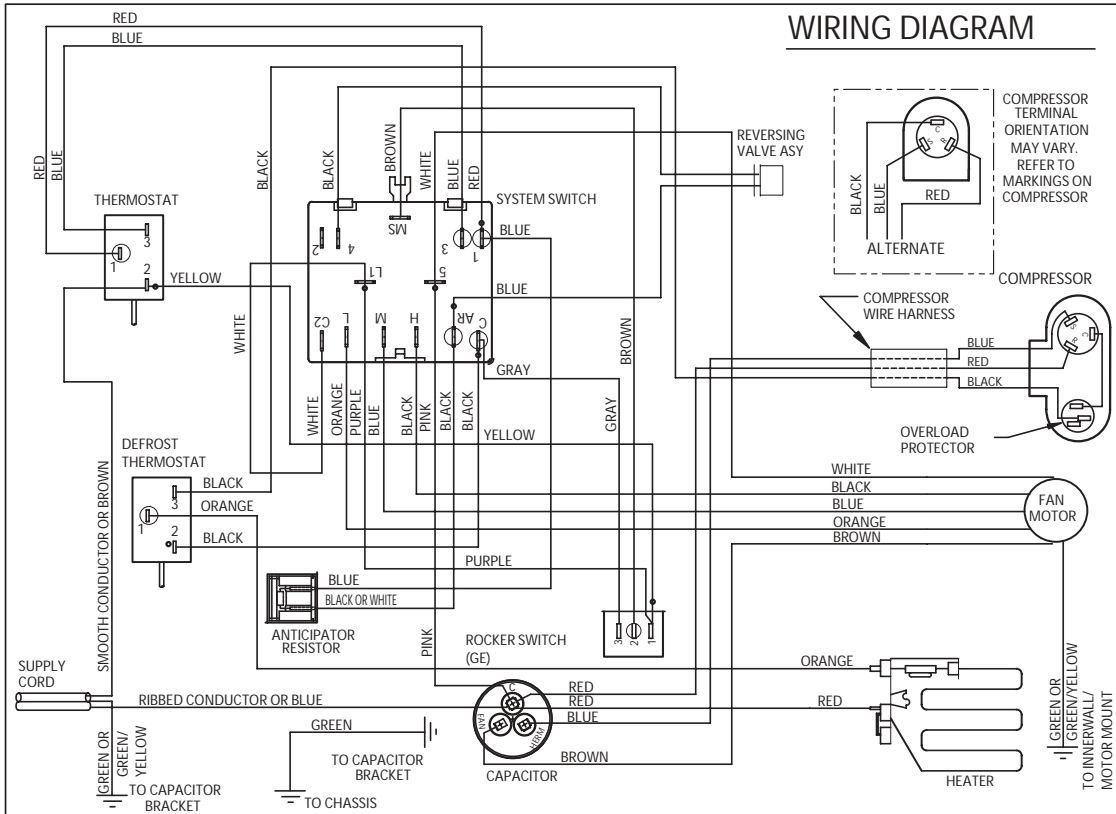 WIRING DIAGRAM
RED
BLUE
RED
BLUE
BLACK
BLACK
BROWN
WHITE
BLUE
RED
THERMOSTAT
3
1
2
YELLOW
SYSTEM SWITCH
MS
2
4
3
1
BLUE
L1
5
BLUE
C2
L
M
H
AR
C
GRAY
WHITE
WHITE
ORANGE
PURPLE
BLUE
BLACK
PINK
BLACK
BLACK
YELLOW
GRAY
BROWN
REVERSING
VALVE ASY
C
S
R
BLACK
BLUE
RED
ALTERNATE
COMPRESSOR
TERMINAL
ORIENTATION
MAY VARY.
REFER TO
MARKINGS ON
COMPRESSOR
COMPRESSOR
COMPRESSOR
WIRE HARNESS
BLUE
RED
BLACK
S
C
R
OVERLOAD
PROTECTOR
DEFROST
THERMOSTAT
3
1
2
BLACK
ORANGE
BLACK
SMOOTH CONDUCTOR OR BROWN
WHITE
BLACK
BLUE
ORANGE
BROWN
FAN
MOTOR
PURPLE
BLUE
BLACK OR WHITE
ANTICIPATOR
RESISTOR
PINK
ROCKER SWITCH
(GE)
3
2
1
SUPPLY
CORD
RIBBED CONDUCTOR OR BLUE
GREEN OR
GREEN/
YELLOW
TO CAPACITOR
BRACKET
GREEN
TO CAPACITOR
BRACKET
TO CHASSIS
C
FAN
HERM
CAPACITOR
RED
RED
BLUE
BROWN
ORANGE
RED
HEATER
GREEN OR
GREEN/YELLOW
TO INNERWALL/
MOTOR MOUNT